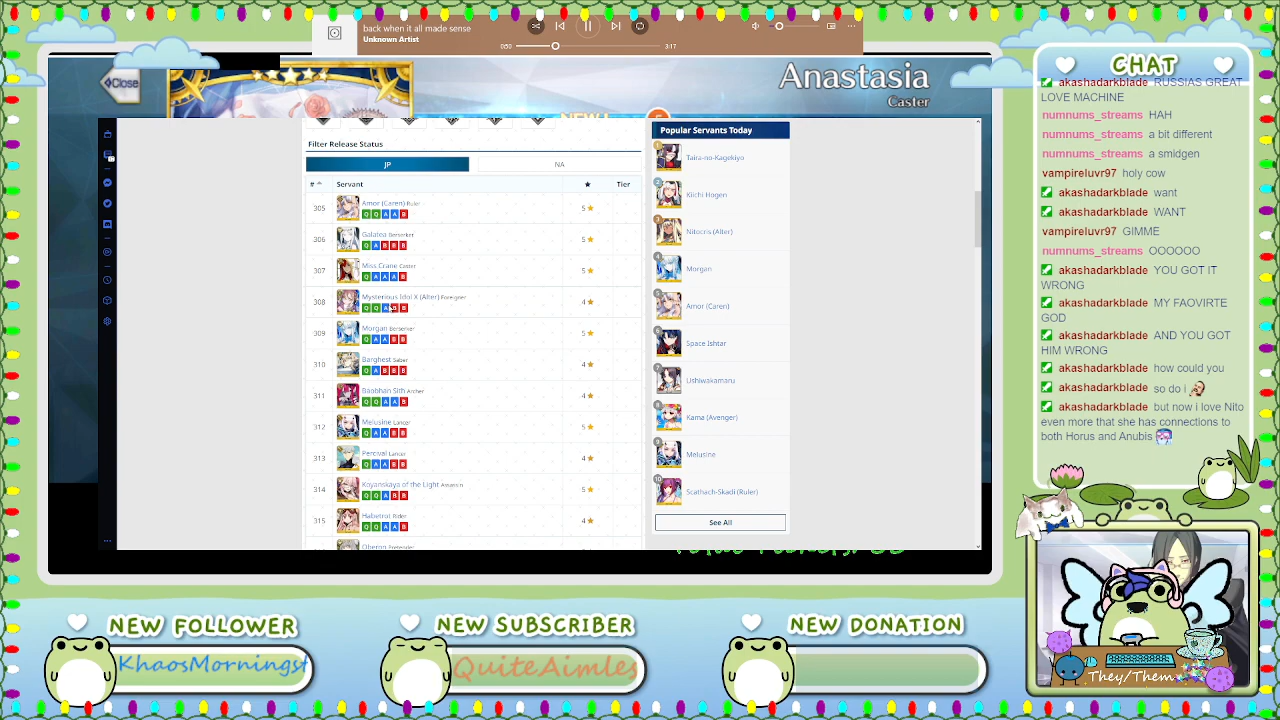 back when it all made sense
Unknown Artist
0:50
3:17
Close
Anastasia
Caster
Filter Release Status
JP
NA
# Servant Tier
305 Amor (Caren) Ruler 5
Q Q A A B
306 Galatea Berserker 5
Q A B B B
307 Miss Crane Caster 5
Q A A A B
308 Mysterious Idol X (Alter) Foreigner 4
Q Q A B B
309 Morgan Berserker 5
Q A A B B
310 Barghest Saber 4
Q A B B B
311 Baobhan Sith Archer 4
Q Q A A B
312 Melusine Lancer 5
Q A A B B
313 Percival Lancer 4
Q A A B B
314 Koyanskaya of the Light Assassin 5
Q Q A B B
315 Habetrot Rider 4
Q Q A A B
Oberon Pretender
Popular Servants Today
Taira-no-Kagekiyo
Kiichi Hogen
Nitocris (Alter)
Morgan
Amor (Caren)
Space Ishtar
Ushiwakamaru
Kama (Avenger)
Melusine
10 Scathach-Skadi (Ruler)
See All
CHAT
akashadarkblade RUSSIAS GREAT
LOVE MACHINE
numnums_streams HAH
numnums_streams a bit different
numnums_streams a smidgen
vampireluvr97 holy cow
akashadarkblade want
akashadarkblade WANT
vampireluvr97 GIMME
numnums_streams OOOOOO
akashadarkblade YOU GOT IT
WRONG
akashadarkblade MY FAOVIRTE
GOD
akashadarkblade AND YOU GOT
HIM WRONG
akashadarkblade how could you
akashadarkblade so do i
akashadarkblade but now i love Nito
even more that she has connections to
both Horus and Anubis
NEW FOLLOWER
KhaosMorningst
NEW SUBSCRIBER
QuiteAimles
NEW DONATION
They/Them